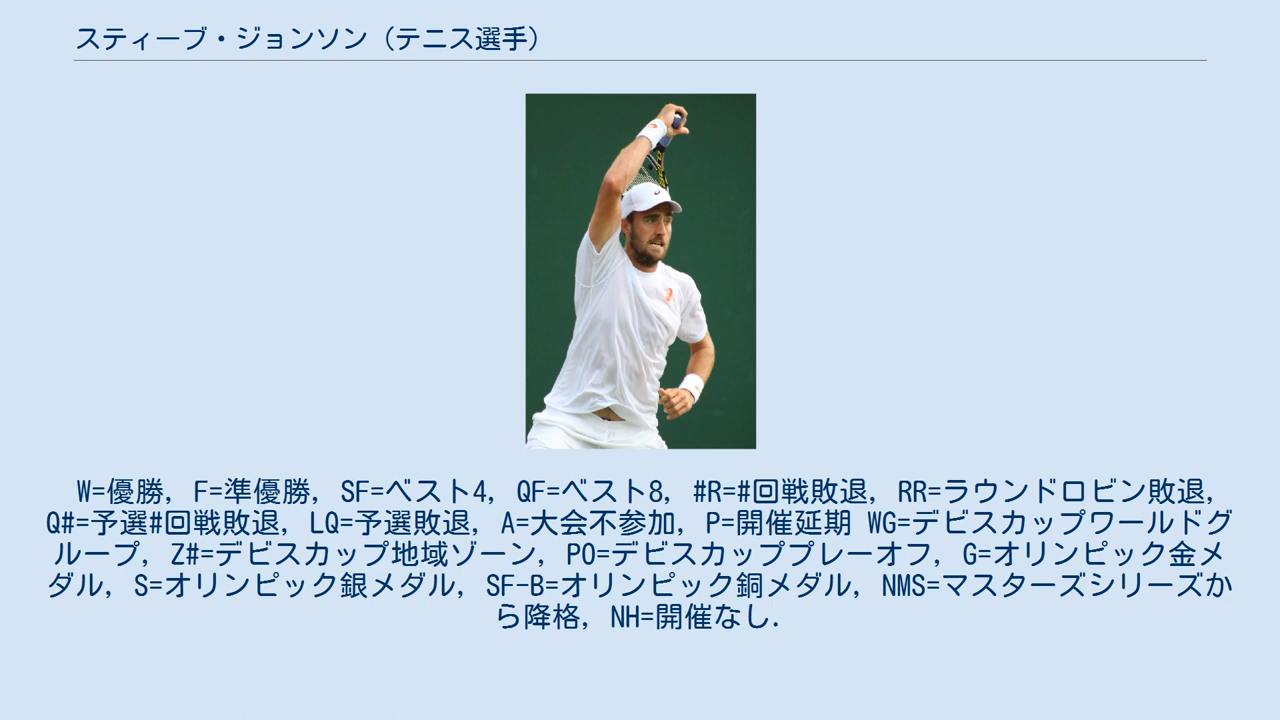 スティーブ・ジョンソン（テニス選手）
W=優勝, F=準優勝, SF=ベスト4, QF=ベスト8, #R=#回戦敗退, RR=ラウンドロビン敗退,
Q#=予選#回戦敗退, LQ=予選敗退, A=大会不参加, P=開催延期 WG=デビスカップワールドグ
ループ, Z#=デビスカップ地域ゾーン, PO=デビスカッププレーオフ, G=オリンピック金メ
ダル, S=オリンピック銀メダル, SF-B=オリンピック銅メダル, NMS=マスターズシリーズか
ら降格, NH=開催なし.